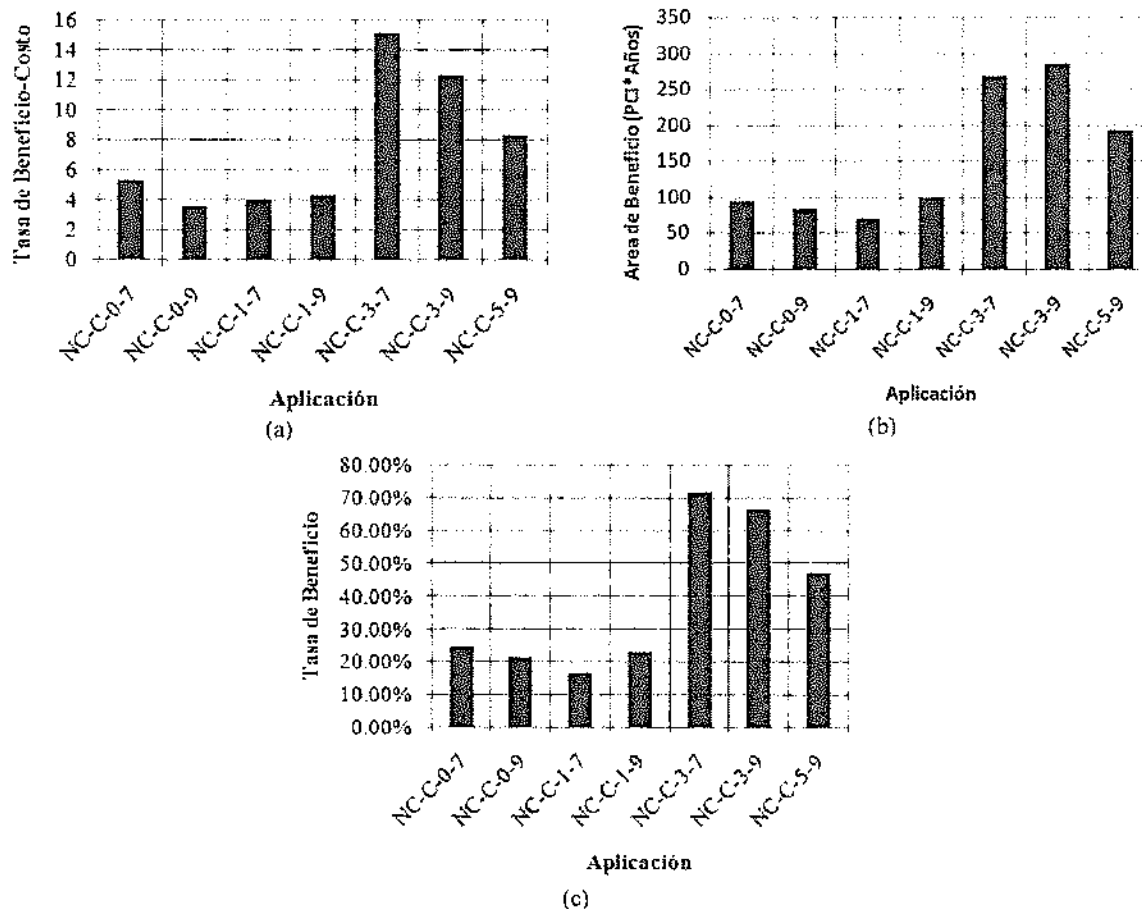 Tasa de Beneficio-Costo
16
14
12
10
8
6
4
2
0
NC-C-0-7
NC-C-0-9
NC-C-1-7
NC-C-1-9
NC-C-3-7
NC-C-3-9
NC-C-5-9
Aplicación
(a)
Area de Beneficio (PCI* Años)
350
300
250
200
150
100
50
0
NC-C-0-7
NC-C-0-9
NC-C-1-7
NC-C-1-9
NC-C-3-7
NC-C-3-9
NC-C-5-9
Aplicación
(b)
Tasa de Beneficio
80.00%
70.00%
60.00%
50.00%
40.00%
30.00%
20.00%
10.00%
0.00%
NC-C-0-7
NC-C-0-9
NC-C-1-7
NC-C-1-9
NC-C-3-7
NC-C-3-9
NC-C-5-9
Aplicación
(c)